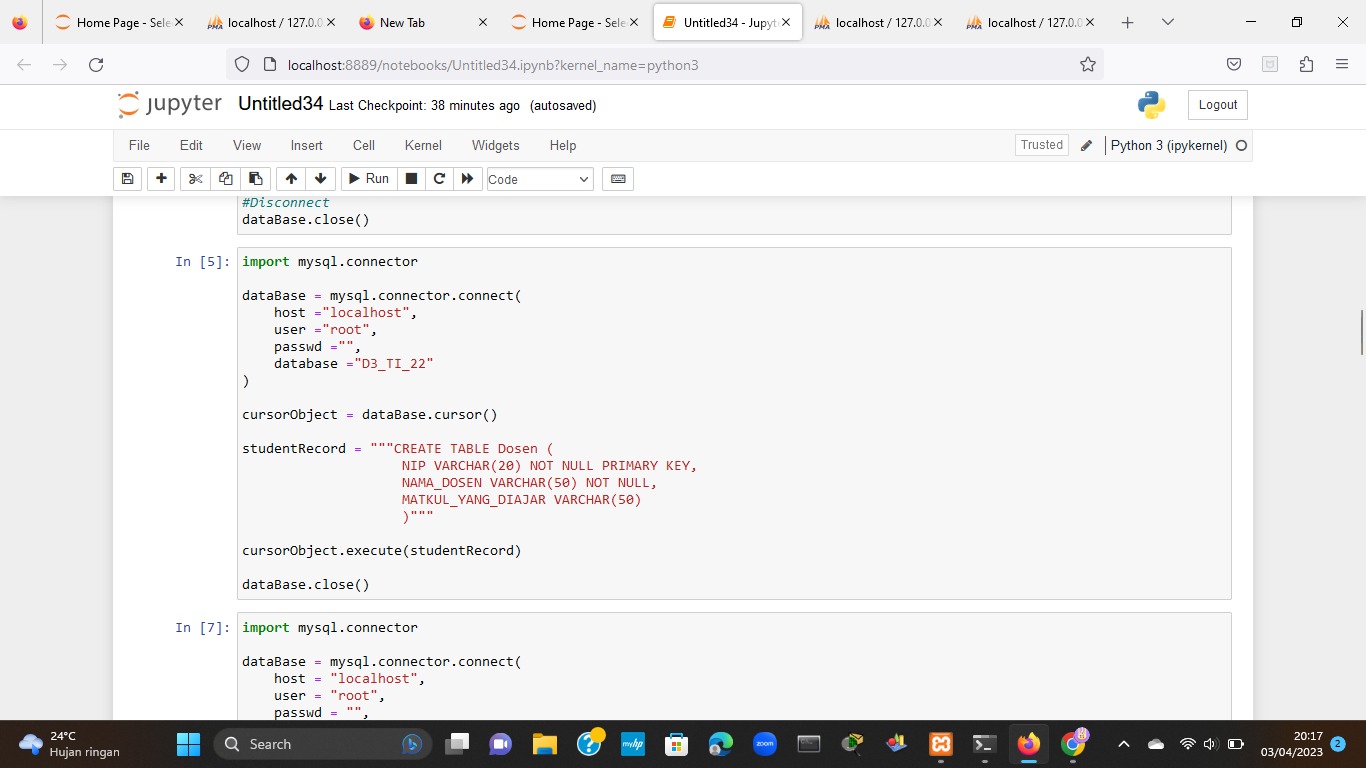 Home Page - Sele
localhost / 127.0.0
New Tab
Home Page - Sele
Untitled34 - Jupyt
localhost / 127.0.0
localhost / 127.0.0
localhost:8889/notebooks/Untitled34.ipynb?kernel_name=python3
jupyter Untitled34 Last Checkpoint: 38 minutes ago (autosaved)
Logout
File Edit View Insert Cell Kernel Widgets Help
Trusted
Python 3 (ipykernel)
Run
Code
#Disconnect
dataBase.close()
In [5]:
import mysql.connector
dataBase = mysql.connector.connect(
host ="localhost",
user ="root",
passwd ="",
database ="D3_TI_22"
)
cursorObject = dataBase.cursor()
studentRecord = """CREATE TABLE Dosen (
NIP VARCHAR(20) NOT NULL PRIMARY KEY,
NAMA_DOSEN VARCHAR(50) NOT NULL,
MATKUL_YANG_DIAJAR VARCHAR(50)
)"""
cursorObject.execute(studentRecord)
dataBase.close()
In [7]:
import mysql.connector
dataBase = mysql.connector.connect(
host = "localhost",
user = "root",
passwd = "",
24°C
Hujan ringan
Search
myhp
zoom
20:17
03/04/2023
2